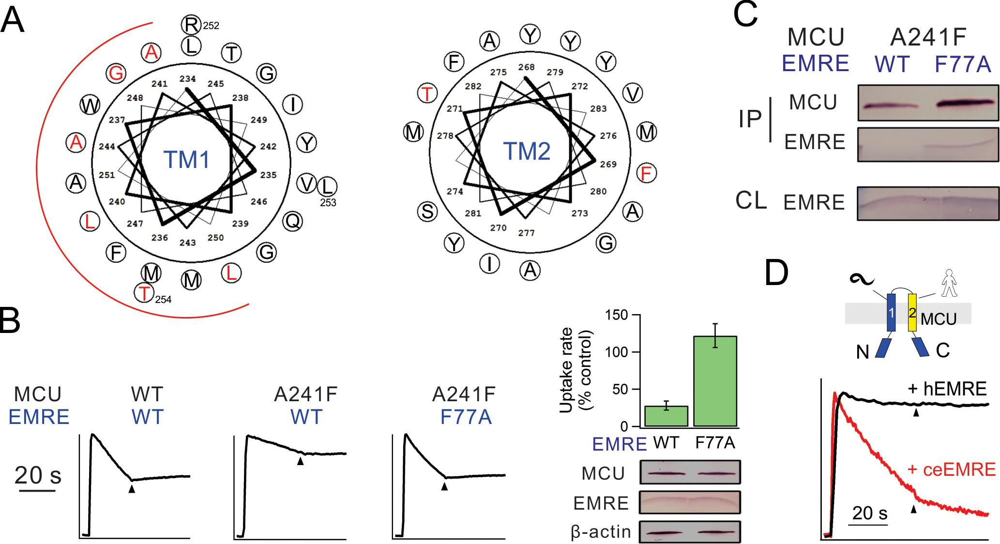 A
R 252
L
A T
G G
W I
A Y
A V L
253
L Q
F G
M M L
T 254
241 234 245
248 238
237 249
244 242
TM1
251 235
240 246
247 239
236 243 250
A Y Y
F Y
T V
M M
F
S A
Y G
I A
275 268 279
282 272
271 283
278 276
TM2
269
274 280
281 273
270 277
C
MCU A241F
EMRE WT F77A
IP
MCU
EMRE
CL EMRE
B
MCU WT A241F A241F
EMRE WT WT F77A
20 s
Uptake rate
(% control)
150
100
50
0
EMRE WT F77A
MCU
EMRE
β-actin
D
1 2 MCU
N C
+ hEMRE
+ ceEMRE
20 s